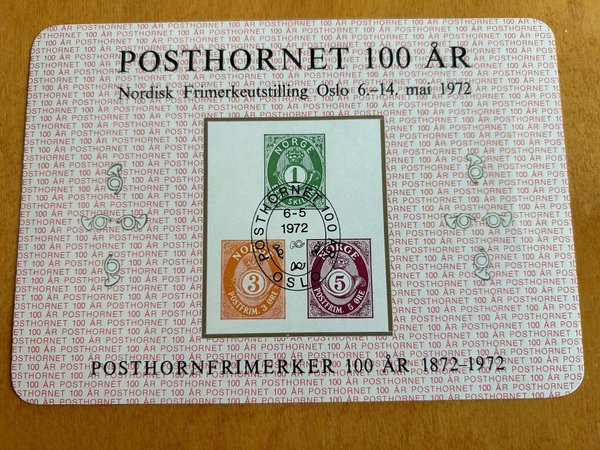 POSTHORNET 100 ÅR
Nordisk Frimerkeutstilling Oslo 6.–14. mai 1972
NORGE
1
SKILL
POSTHORNET 100 ÅR
6-5
1972
OSLO
NORGE
3
POSTFRIM. 3 ØRE
NORGE
5
POSTFRIM. 5 ØRE
POSTHORNFRIMERKER 100 ÅR 1872-1972